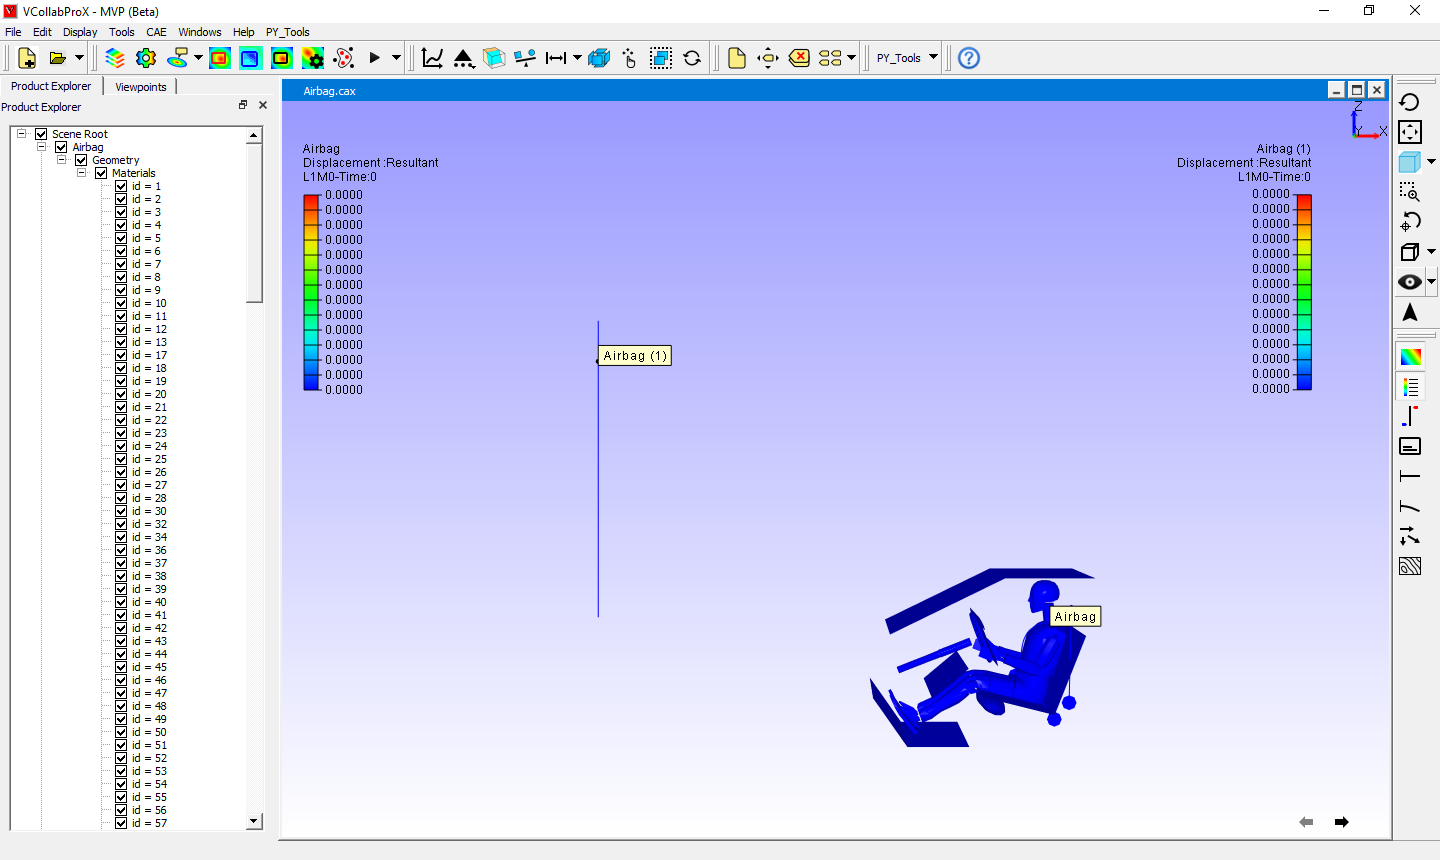 VCollabProX - MVP (Beta)
File Edit Display Tools CAE Windows Help PY_Tools
PY_Tools
Product Explorer Viewpoints
Product Explorer
Scene Root
Airbag
Geometry
Materials
id = 1
id = 2
id = 3
id = 4
id = 5
id = 6
id = 7
id = 8
id = 9
id = 10
id = 11
id = 12
id = 13
id = 17
id = 18
id = 19
id = 20
id = 21
id = 22
id = 23
id = 24
id = 25
id = 26
id = 27
id = 28
id = 30
id = 32
id = 34
id = 36
id = 37
id = 38
id = 39
id = 40
id = 41
id = 42
id = 43
id = 44
id = 45
id = 46
id = 47
id = 48
id = 49
id = 50
id = 51
id = 52
id = 53
id = 54
id = 55
id = 56
id = 57
Airbag.cax
Airbag
Displacement :Resultant
L1M0-Time:0
0.0000
0.0000
0.0000
0.0000
0.0000
0.0000
0.0000
0.0000
0.0000
0.0000
0.0000
0.0000
0.0000
0.0000
Airbag (1)
Airbag
Z
Y X
Airbag (1)
Displacement :Resultant
L1M0-Time:0
0.0000
0.0000
0.0000
0.0000
0.0000
0.0000
0.0000
0.0000
0.0000
0.0000
0.0000
0.0000
0.0000
0.0000